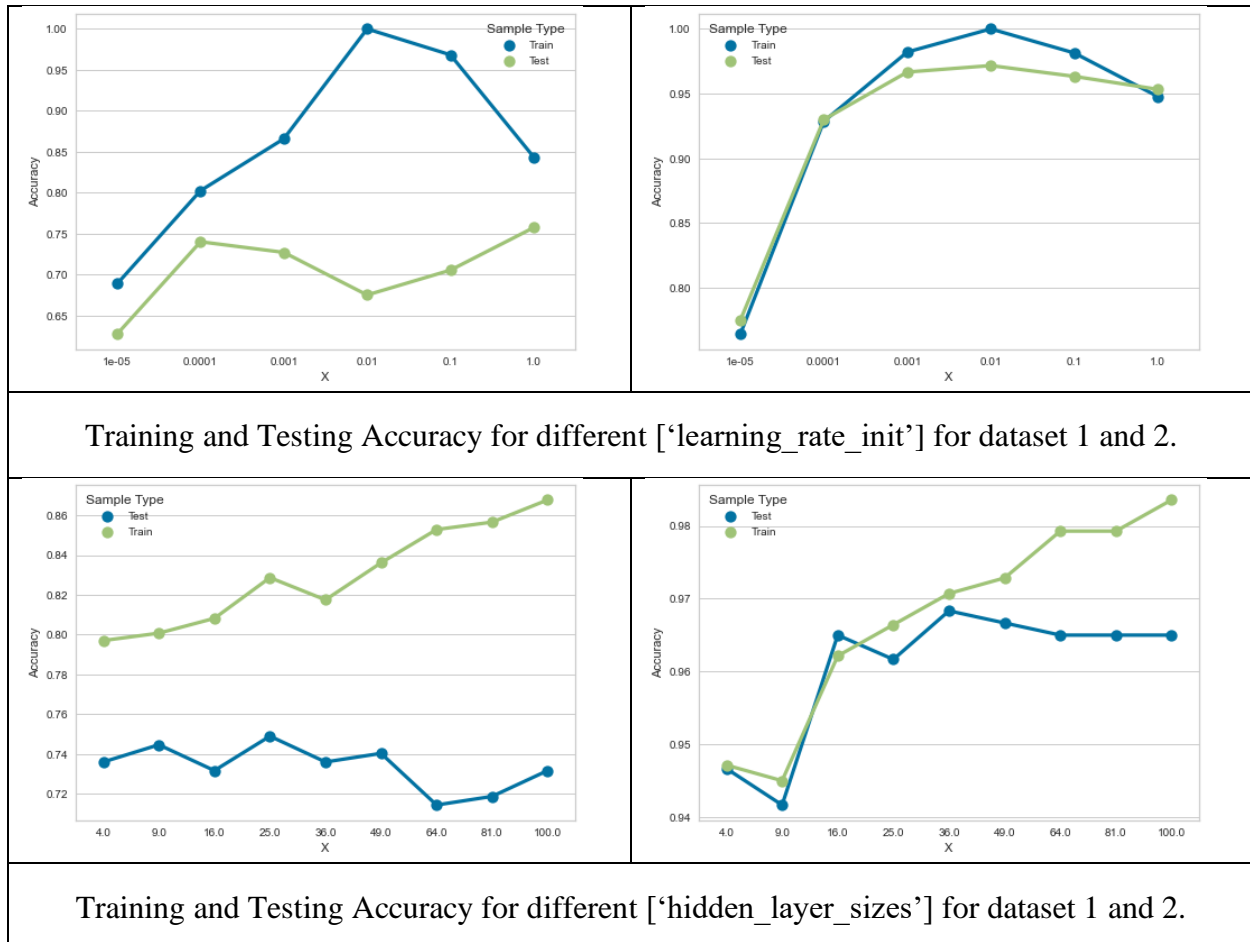 Sample Type
Train
Test
1.00
0.95
0.90
0.85
0.80
0.75
0.70
0.65
Accuracy
1e-05 0.0001 0.001 0.01 0.1 1.0
X
Sample Type
Train
Test
1.00
0.95
0.90
0.85
0.80
Accuracy
1e-05 0.0001 0.001 0.01 0.1 1.0
X
Training and Testing Accuracy for different [‘learning_rate_init’] for dataset 1 and 2.
Sample Type
Test
Train
0.86
0.84
0.82
0.80
0.78
0.76
0.74
0.72
Accuracy
4.0 9.0 16.0 25.0 36.0 49.0 64.0 81.0 100.0
X
Sample Type
Test
Train
0.98
0.97
0.96
0.95
0.94
Accuracy
4.0 9.0 16.0 25.0 36.0 49.0 64.0 81.0 100.0
X
Training and Testing Accuracy for different [‘hidden_layer_sizes’] for dataset 1 and 2.